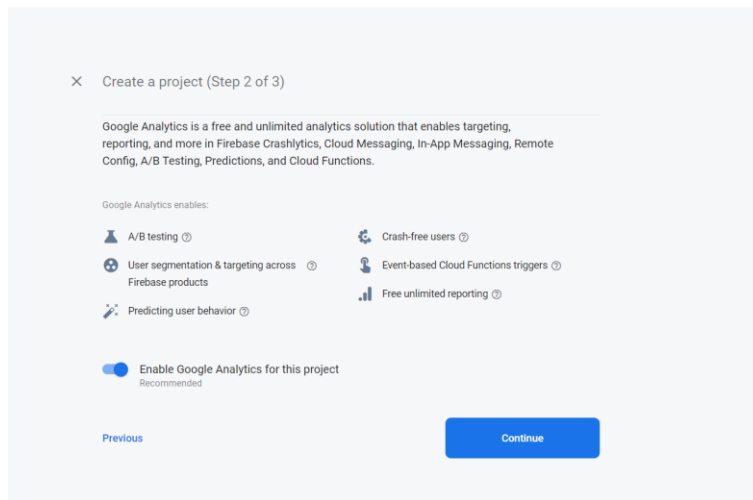 Create a project (Step 2 of 3)
Google Analytics is a free and unlimited analytics solution that enables targeting,
reporting, and more in Firebase Crashlytics, Cloud Messaging, In-App Messaging, Remote
Config, A/B Testing, Predictions, and Cloud Functions.
Google Analytics enables:
A/B testing
Crash-free users
User segmentation & targeting across
Firebase products
Event-based Cloud Functions triggers
Free unlimited reporting
Predicting user behavior
Enable Google Analytics for this project
Recommended
Previous
Continue